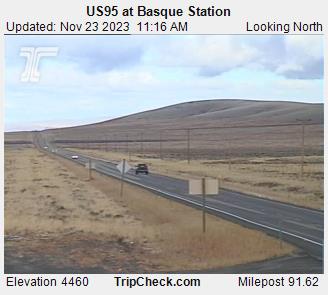 US95 at Basque Station
Updated: Nov 23 2023 11:16 AM Looking North
Elevation 4460 TripCheck.com Milepost 91.62